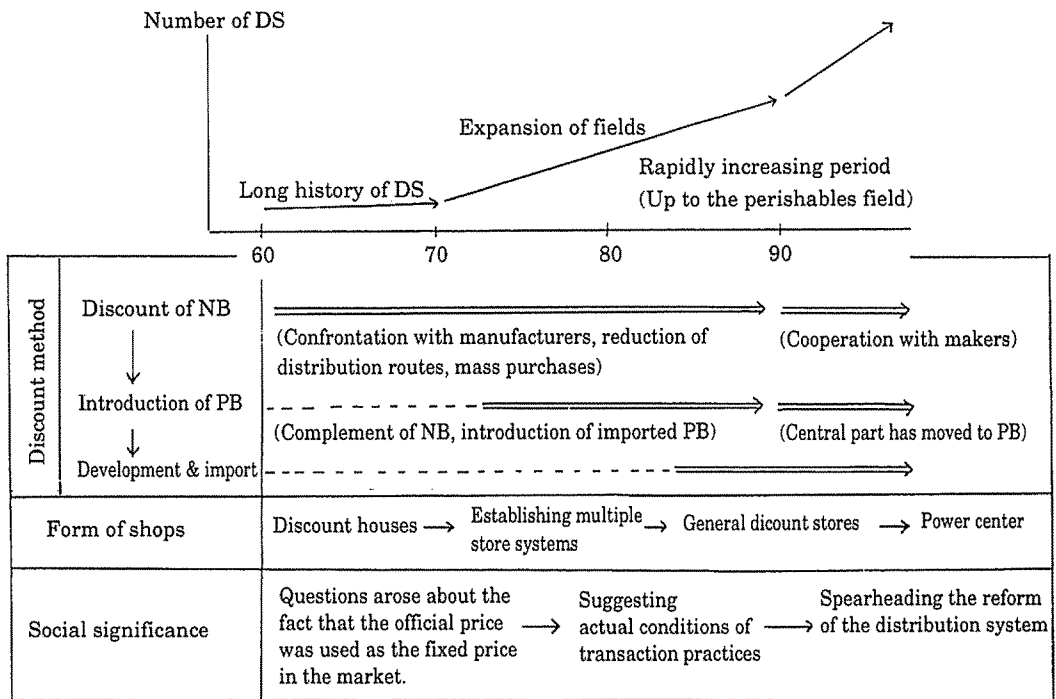 Number of DS
Expansion of fields
Rapidly increasing period
(Up to the perishables field)
Long history of DS
60 70 80 90
Discount method
Discount of NB
(Confrontation with manufacturers, reduction of
distribution routes, mass purchases)
(Cooperation with makers)
Introduction of PB
(Complement of NB, introduction of imported PB)
(Central part has moved to PB)
Development & import
Form of shops
Discount houses
Establishing multiple
store systems
General dicount stores
Power center
Social significance
Questions arose about the
fact that the official price
was used as the fixed price
in the market.
Suggesting
actual conditions of
transaction practices
Spearheading the reform
of the distribution system